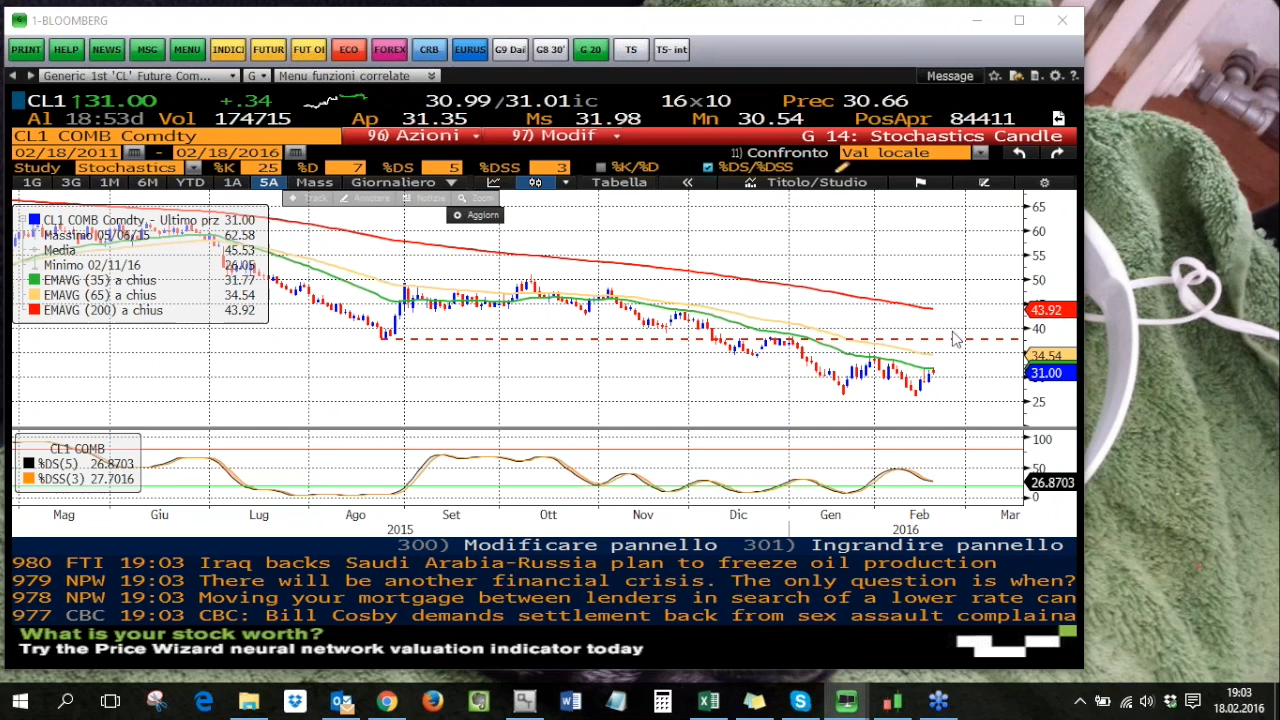 1-BLOOMBERG
PRINT HELP NEWS MSG MENU INDICI FUTUR FUT OI ECO FOREX CRB EURUS G9 Dai G8 30' G 20 TS TS- int
Generic 1st 'CL' Future Com... G Menu funzioni correlate Message
CL1 ↑31.00 +.34 30.99/31.01ic 16x10 Prec 30.66
Al 18:53d Vol 174715 Ap 31.35 Ms 31.98 Mn 30.54 PosApr 84411
CL1 COMB Comdty 96) Azioni 97) Modif G 14: Stochastics Candle
02/18/2011 - 02/18/2016 11) Confronto Val locale
Study Stochastics %K 25 %D 7 %DS 5 %DSS 3 %K/%D %DS/%DSS
1G 3G 1M 6M YTD 1A 5A Mass Giornaliero Tabella « Titolo/Studio
Track Annotare Notizie Zoom
Aggiorn
CL1 COMB Comdty - Ultimo prz 31.00
Massimo 05/06/15 62.58
Media 45.53
Minimo 02/11/16 26.05
EMAVG (35) a chius 31.77
EMAVG (65) a chius 34.54
EMAVG (200) a chius 43.92
65
60
55
50
43.92
40
34.54
31.00
25
CL1 COMB
%DS(5) 26.8703
%DSS(3) 27.7016
100
50
26.8703
0
Mag Giu Lug Ago Set Ott Nov Dic Gen Feb Mar
2015 2016
300) Modificare pannello 301) Ingrandire pannello
980 FTI 19:03 Iraq backs Saudi Arabia-Russia plan to freeze oil production
979 NPW 19:03 There will be another financial crisis. The only question is when?
978 NPW 19:03 Moving your mortgage between lenders in search of a lower rate can
977 CBC 19:03 CBC: Bill Cosby demands settlement back from sex assault complaina
What is your stock worth?
Try the Price Wizard neural network valuation indicator today
19:03
18.02.2016